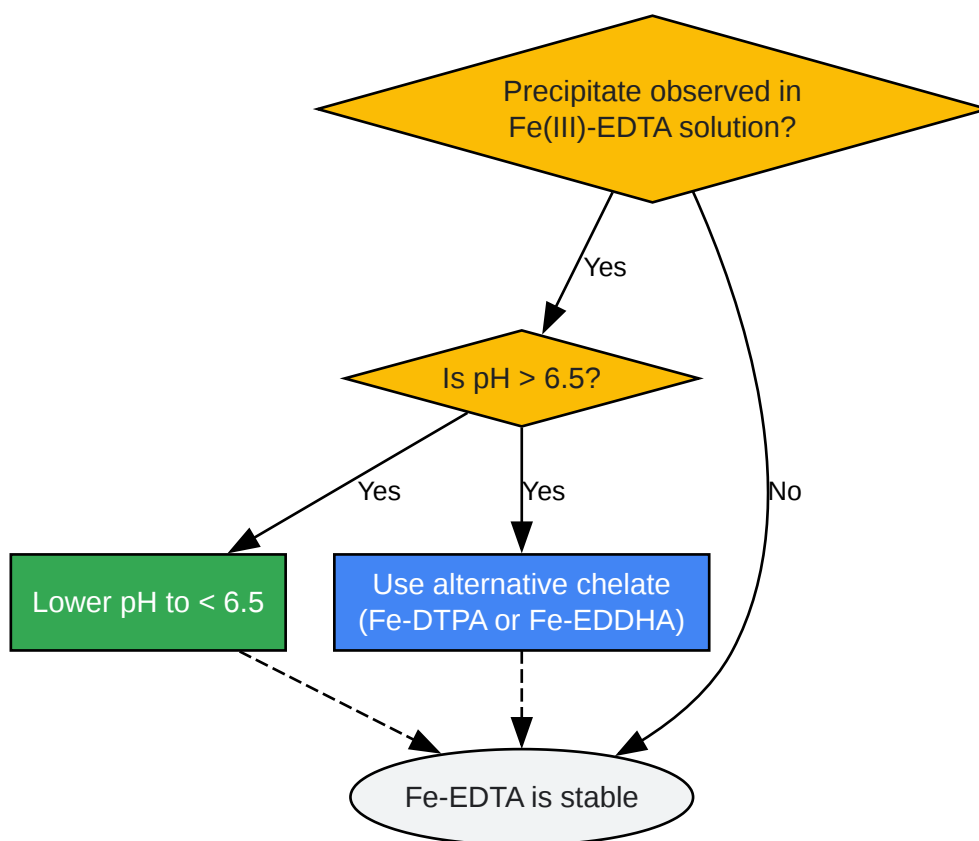 Precipitate observed in
Fe(III)-EDTA solution?
Yes
Is pH > 6.5?
Yes
Yes
No
Lower pH to < 6.5
Use alternative chelate
(Fe-DTPA or Fe-EDDHA)
Fe-EDTA is stable